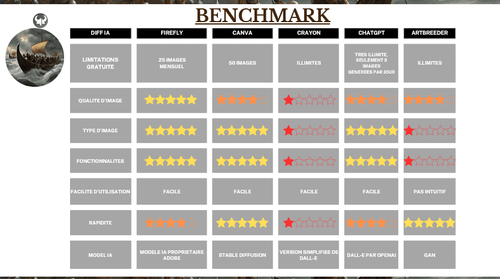 BENCHMARK
DIFF IA FIREFLY CANVA CRAYON CHATGPT ARTBREEDER
LIMITATIONS GRATUITE
25 IMAGES MENSUEL
50 IMAGES
ILLIMITES
TRES ILLIMITE, SEULEMENT 5 IMAGES GENEREES PAR JOUR
ILLIMITES
QUALITE D'IMAGE
TYPE D'IMAGE
FONCTIONNALITES
FACILITE D'UTILISATION FACILE FACILE FACILE FACILE PAS INTUITIF
RAPIDITE
MODEL IA
MODELE IA PROPRIETAIRE ADOBE
STABLE DIFFUSION
VERSION SIMPLIFIEE DE DALL-E
DALL-E PAR OPENAI
GAN